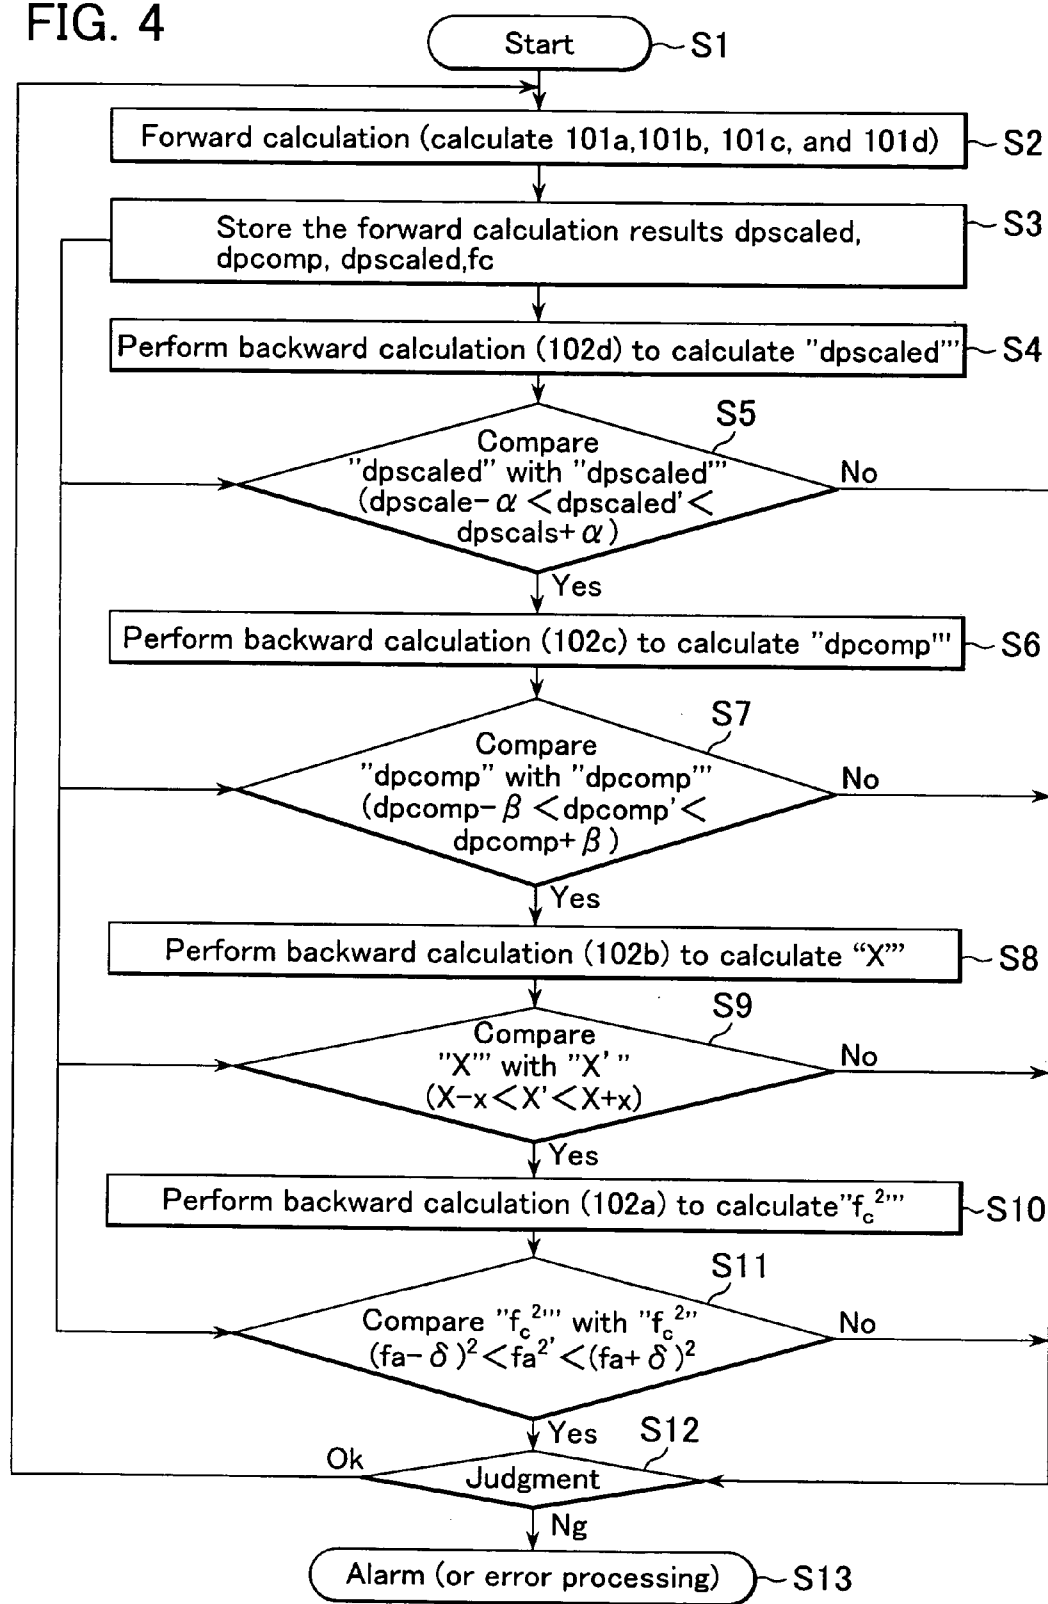 FIG. 4
Start
S1
Forward calculation (calculate 101a,101b, 101c, and 101d)
S2
Store the forward calculation results dpscaled,
dpcomp, dpscaled,fc
S3
Perform backward calculation (102d) to calculate "dpscaled'"
S4
S5
Compare
"dpscaled" with "dpscaled'"
(dpscale-α<dpscaled'<
dpscals+α)
No
Yes
Perform backward calculation (102c) to calculate "dpcomp'"
S6
S7
Compare
"dpcomp" with "dpcomp'"
(dpcomp-β<dpcomp'<
dpcomp+β)
No
Yes
Perform backward calculation (102b) to calculate “X'”
S8
S9
Compare
"X'" with "X' "
(X-x<X'<X+x)
No
Yes
Perform backward calculation (102a) to calculate"f_c²'"
S10
S11
Compare "f_c²'" with "f_c²"
(fa-δ)²<fa²'<(fa+δ)²
No
Yes
S12
Ok
Judgment
Ng
Alarm (or error processing)
S13